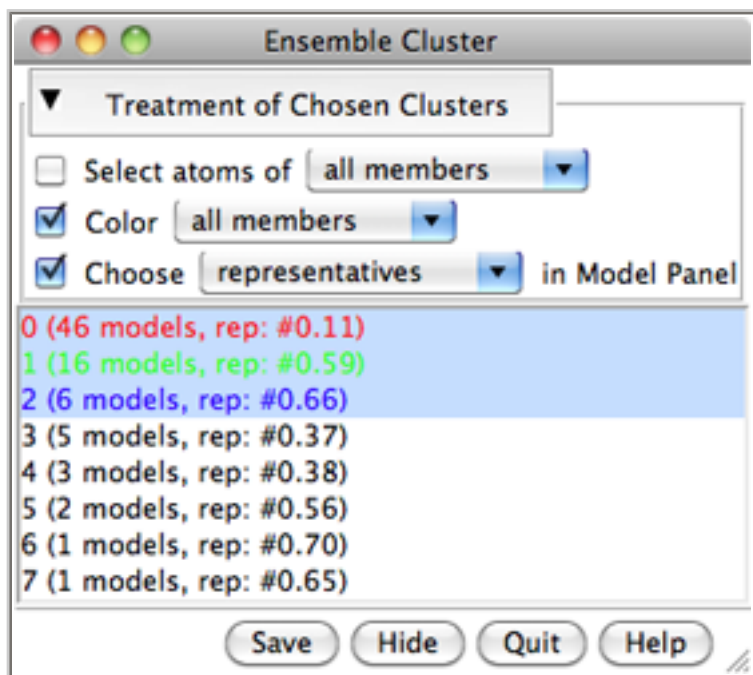 Ensemble Cluster
Treatment of Chosen Clusters
Select atoms of all members
Color all members
Choose representatives in Model Panel
0 (46 models, rep: #0.11)
1 (16 models, rep: #0.59)
2 (6 models, rep: #0.66)
3 (5 models, rep: #0.37)
4 (3 models, rep: #0.38)
5 (2 models, rep: #0.56)
6 (1 models, rep: #0.70)
7 (1 models, rep: #0.65)
Save Hide Quit Help